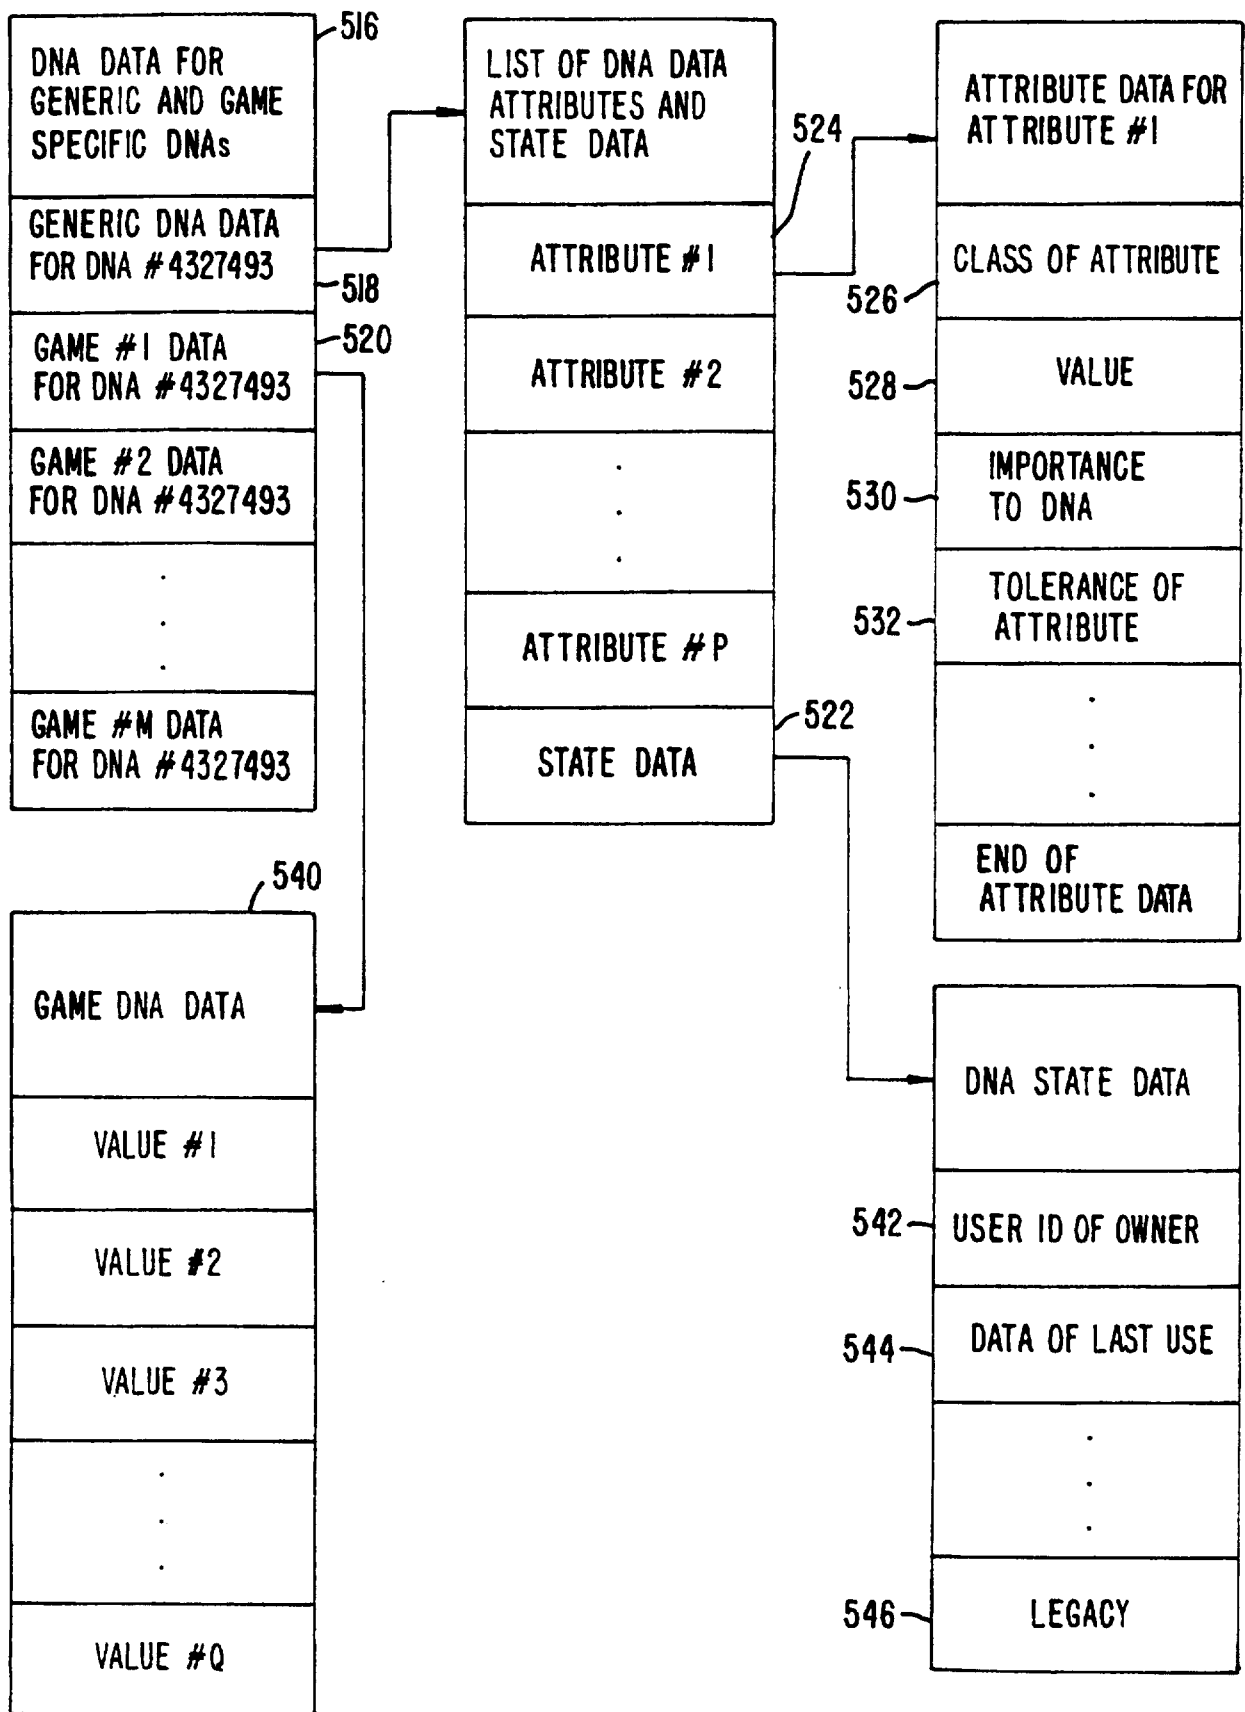 516
DNA DATA FOR
GENERIC AND GAME
SPECIFIC DNAs
GENERIC DNA DATA
FOR DNA #4327493
518
520
GAME #1 DATA
FOR DNA #4327493
GAME #2 DATA
FOR DNA #4327493
.
.
.
GAME #M DATA
FOR DNA #4327493
LIST OF DNA DATA
ATTRIBUTES AND
STATE DATA
524
ATTRIBUTE #1
ATTRIBUTE #2
.
.
.
ATTRIBUTE #P
522
STATE DATA
ATTRIBUTE DATA FOR
ATTRIBUTE #1
CLASS OF ATTRIBUTE
526
VALUE
528
IMPORTANCE
TO DNA
530
TOLERANCE OF
ATTRIBUTE
532
.
.
.
END OF
ATTRIBUTE DATA
540
GAME DNA DATA
VALUE #1
VALUE #2
VALUE #3
.
.
.
VALUE #Q
DNA STATE DATA
542
USER ID OF OWNER
544
DATA OF LAST USE
.
.
.
546
LEGACY